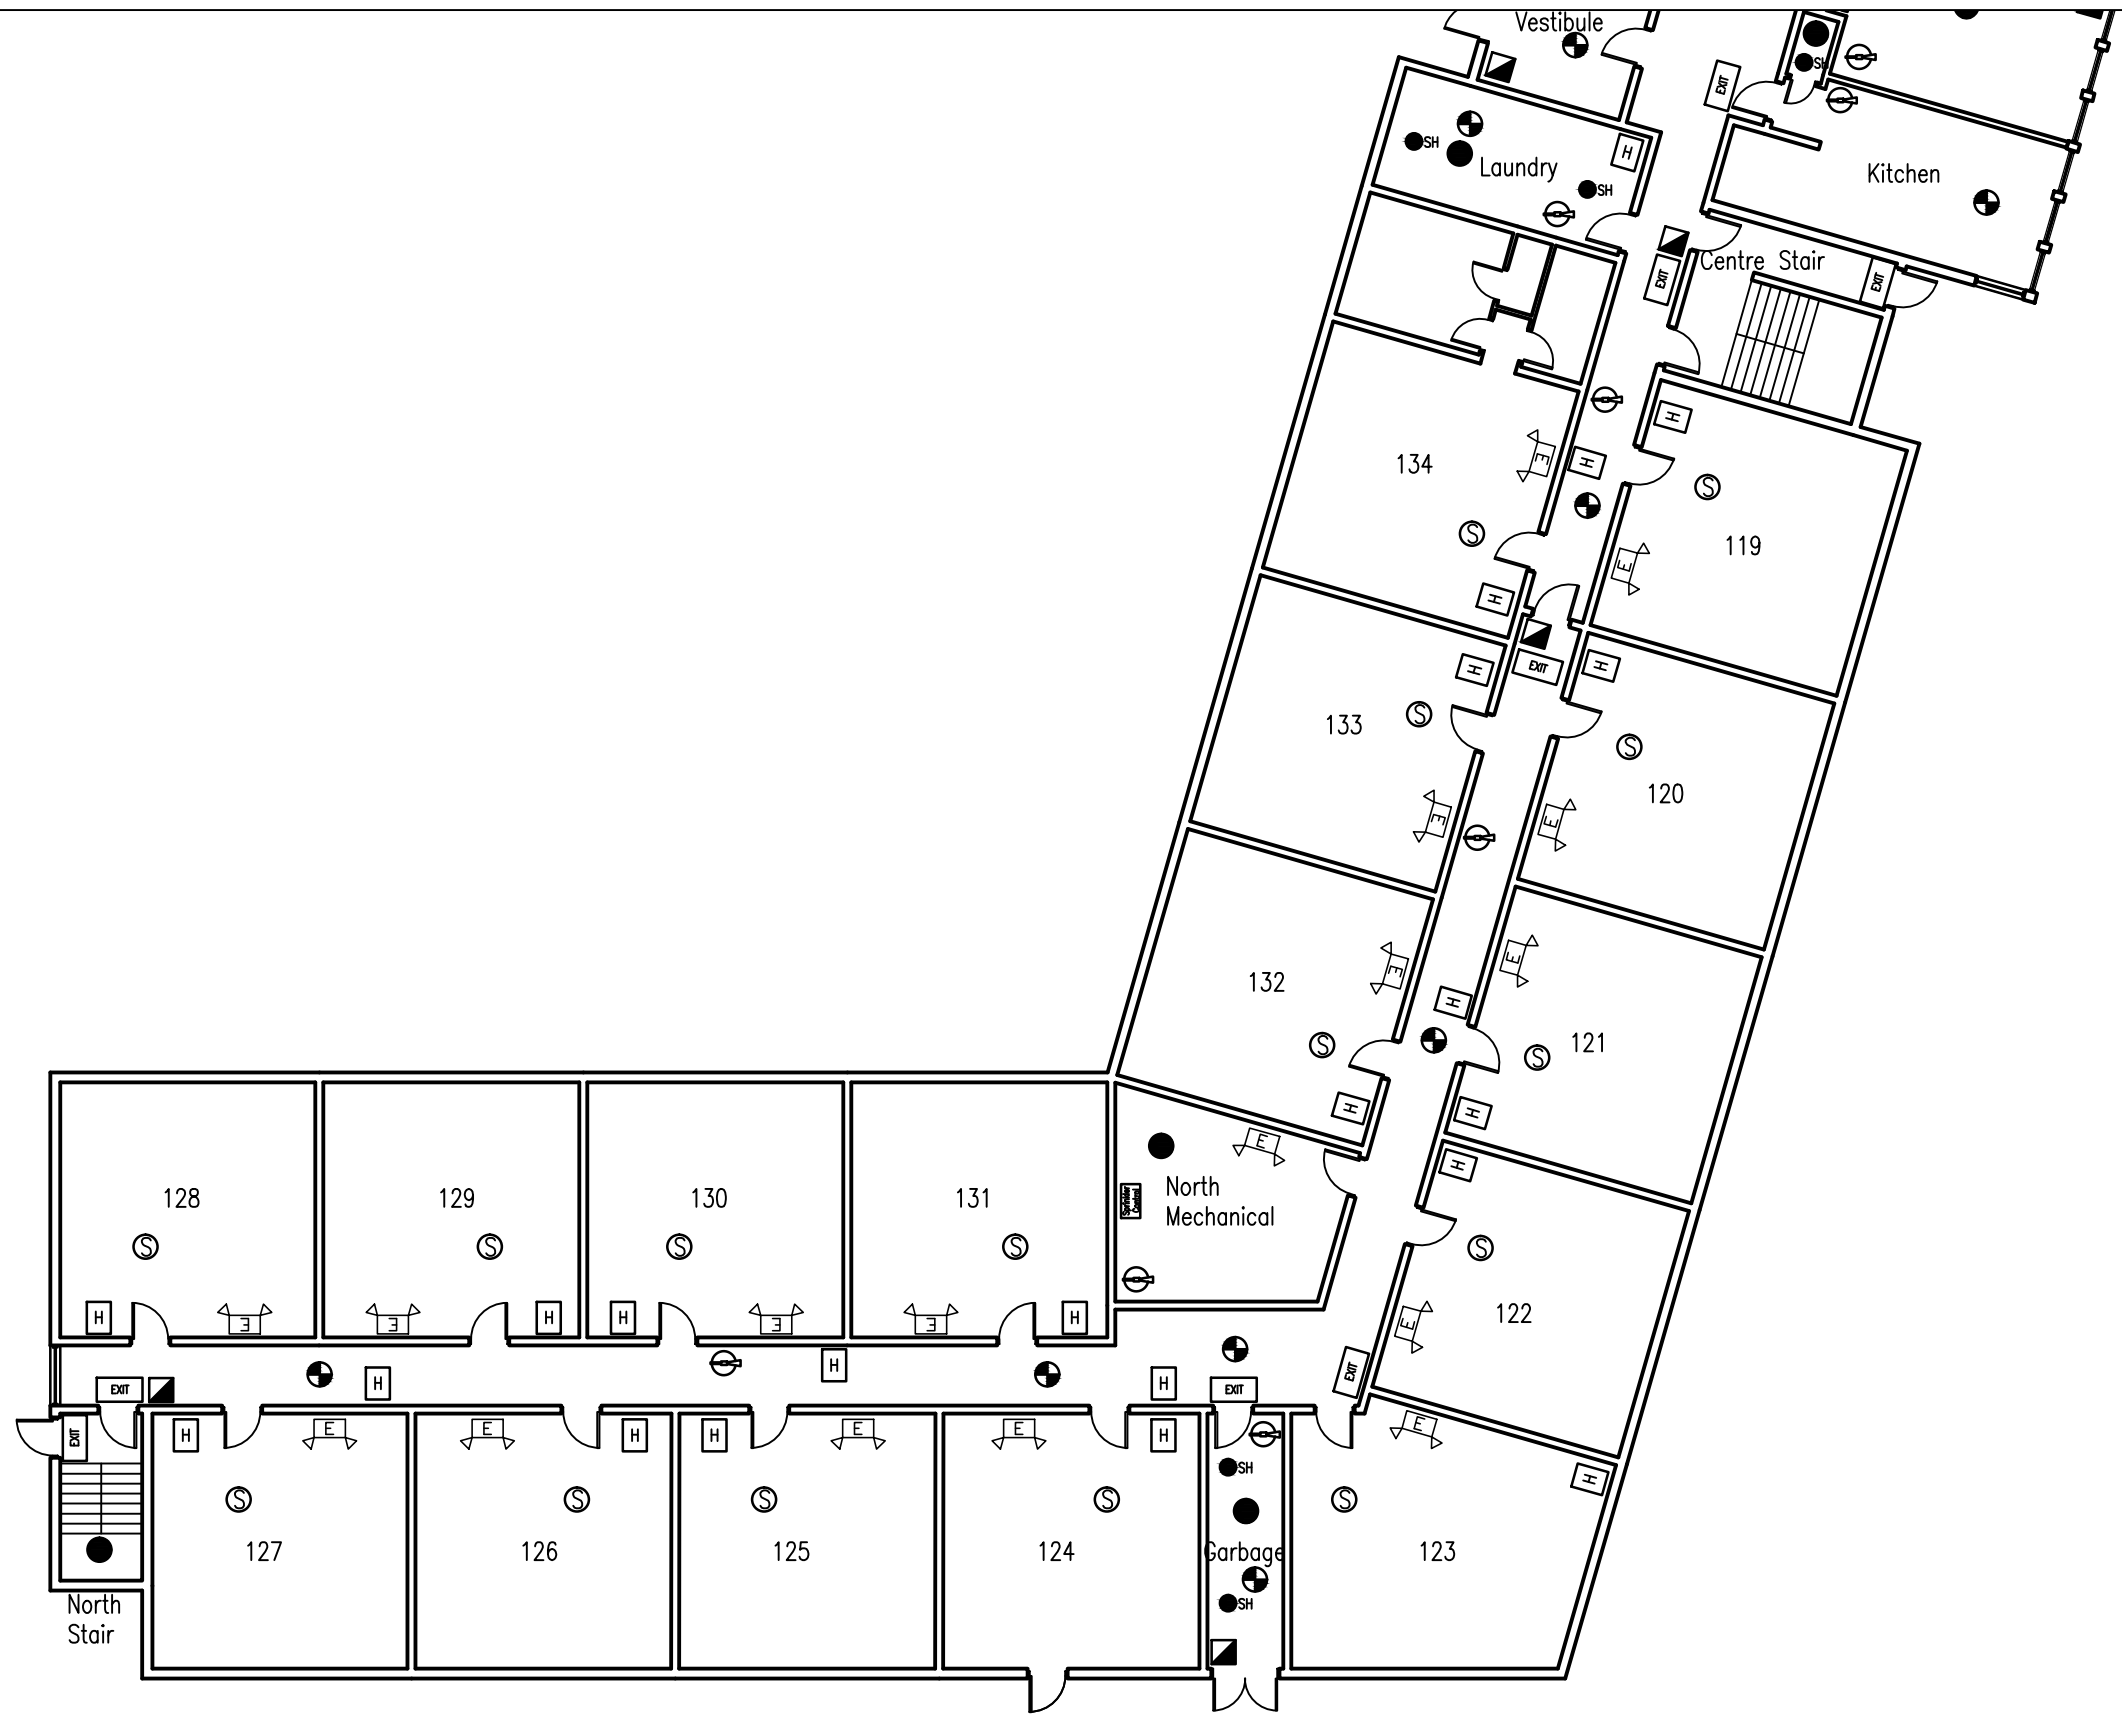 Vestibule
SH
EXIT
SH
Laundry
H
SH
Kitchen
Centre Stair
EXIT
EXIT
H
134
E
H
S
S
119
E
H
EXIT
H
H
133
S
S
120
E
E
132
E
E
H
S
121
S
H
H
E
H
North
Mechanical
Sprinkler
Control
128
129
130
131
S
S
S
S
S
122
E
H
E
E
H
H
E
E
H
H
EXIT
H
H
EXIT
EXIT
EXIT
H
E
E
H
H
E
E
H
E
SH
H
S
S
S
S
S
127
126
125
124
Garbage
123
SH
North
Stair